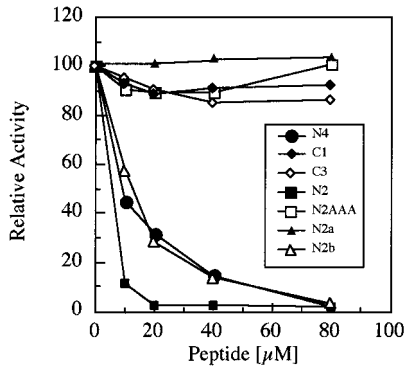 120
100
80
60
40
20
0
Relative Activity
N4
C1
C3
N2
N2AAA
N2a
N2b
0 20 40 60 80 100
Peptide [µM]